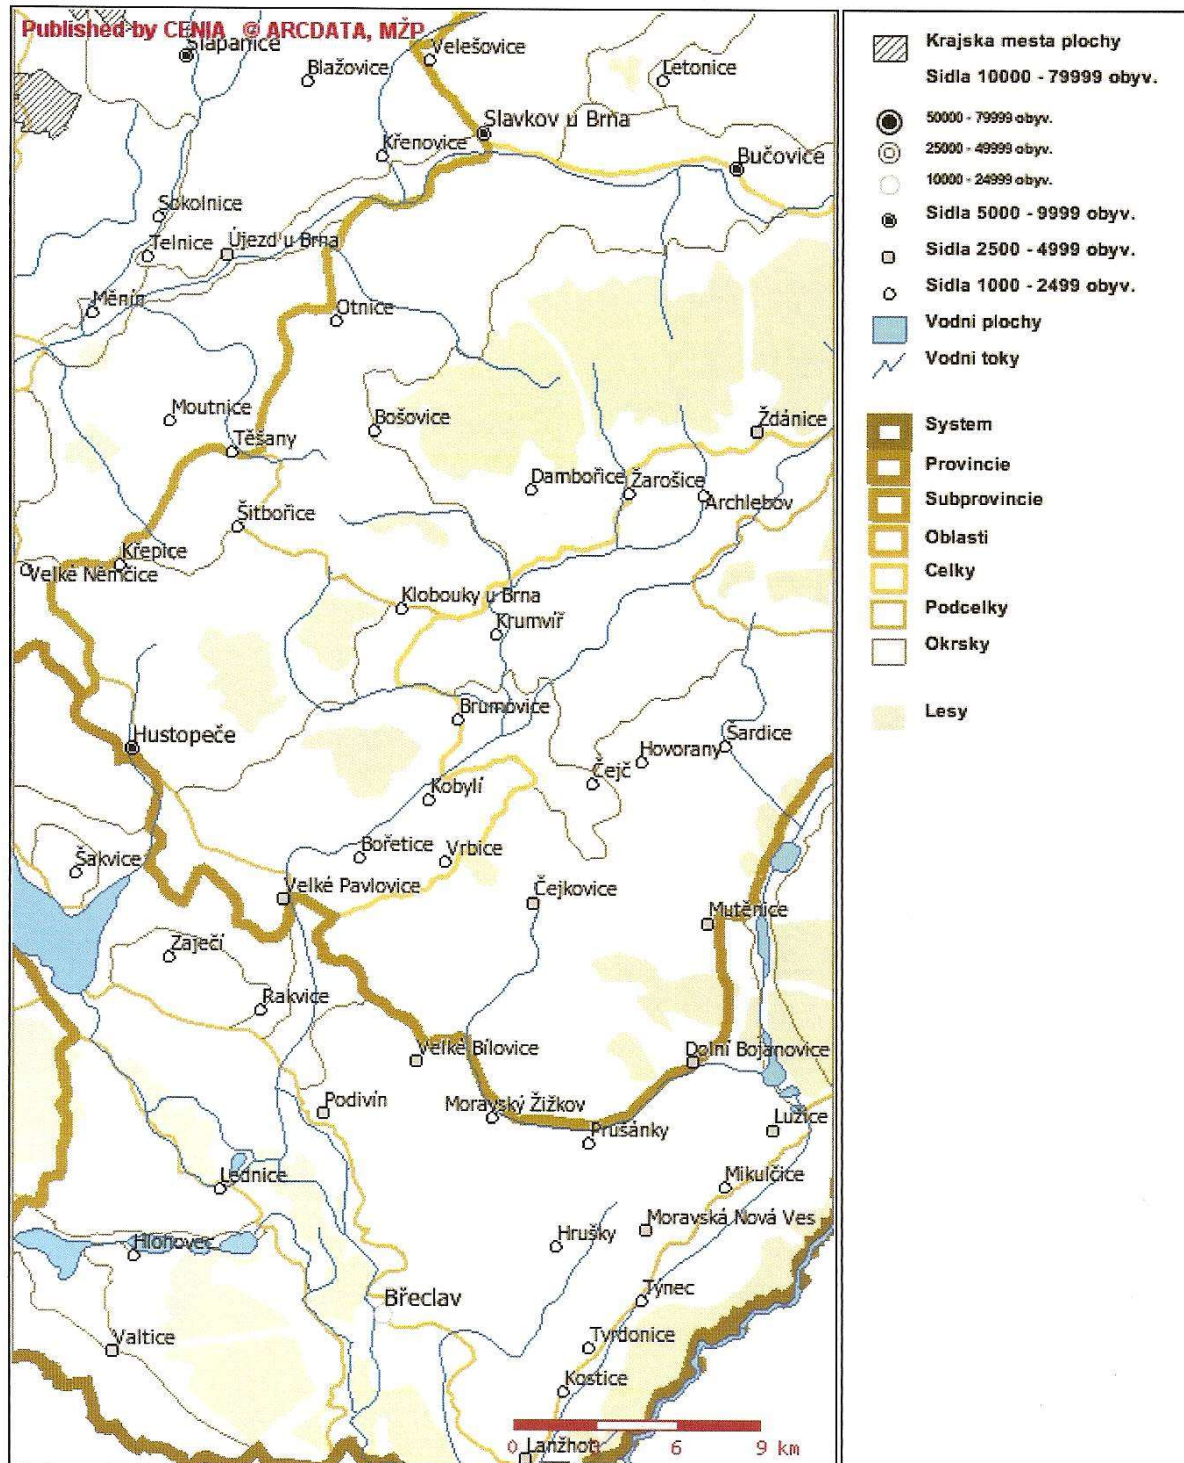 Published by CENIA @ ARCDATA, MŽP
Šlapanice
Velešovice
Blažovice
Letonice
Slavkov u Brna
Křenovice
Bučovice
Sokolnice
Telnice
Újezd u Brna
Měnín
Otnice
Moutnice
Bošovice
Ždánice
Těšany
Dambořice
Žarošice
Archlebov
Šitbořice
Křepice
Velké Němčice
Klobouky u Brna
Krumvíř
Brumovice
Šardice
Hustopeče
Hovorany
Čejč
Kobylí
Bořetice
Vrbice
Šakvice
Velké Pavlovice
Čejkovice
Mutěnice
Zaječí
Rakvice
Velké Bílovice
Dolní Bojanovice
Podivín
Moravský Žižkov
Lužice
Prušánky
Lednice
Mikulčice
Moravská Nová Ves
Hrušky
Hlohovec
Týnec
Břeclav
Valtice
Tvrdonice
Kostice
Lanžhot
0 3 6 9 km
Krajska mesta plochy
Sidla 10000 - 79999 obyv.
50000 - 79999 obyv.
25000 - 49999 obyv.
10000 - 24999 obyv.
Sidla 5000 - 9999 obyv.
Sidla 2500 - 4999 obyv.
Sidla 1000 - 2499 obyv.
Vodni plochy
Vodni toky
System
Provincie
Subprovincie
Oblasti
Celky
Podcelky
Okrsky
Lesy